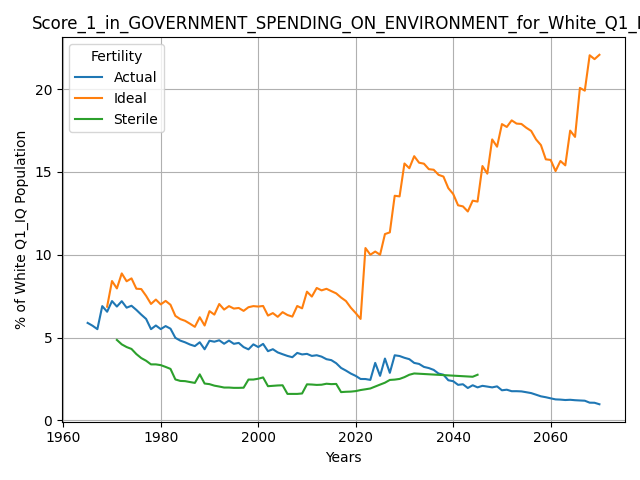 Score_1_in_GOVERNMENT_SPENDING_ON_ENVIRONMENT_for_White_Q1_I
Fertility
Actual
Ideal
Sterile
% of White Q1_IQ Population
20
15
10
5
0
1960 1980 2000 2020 2040 2060
Years